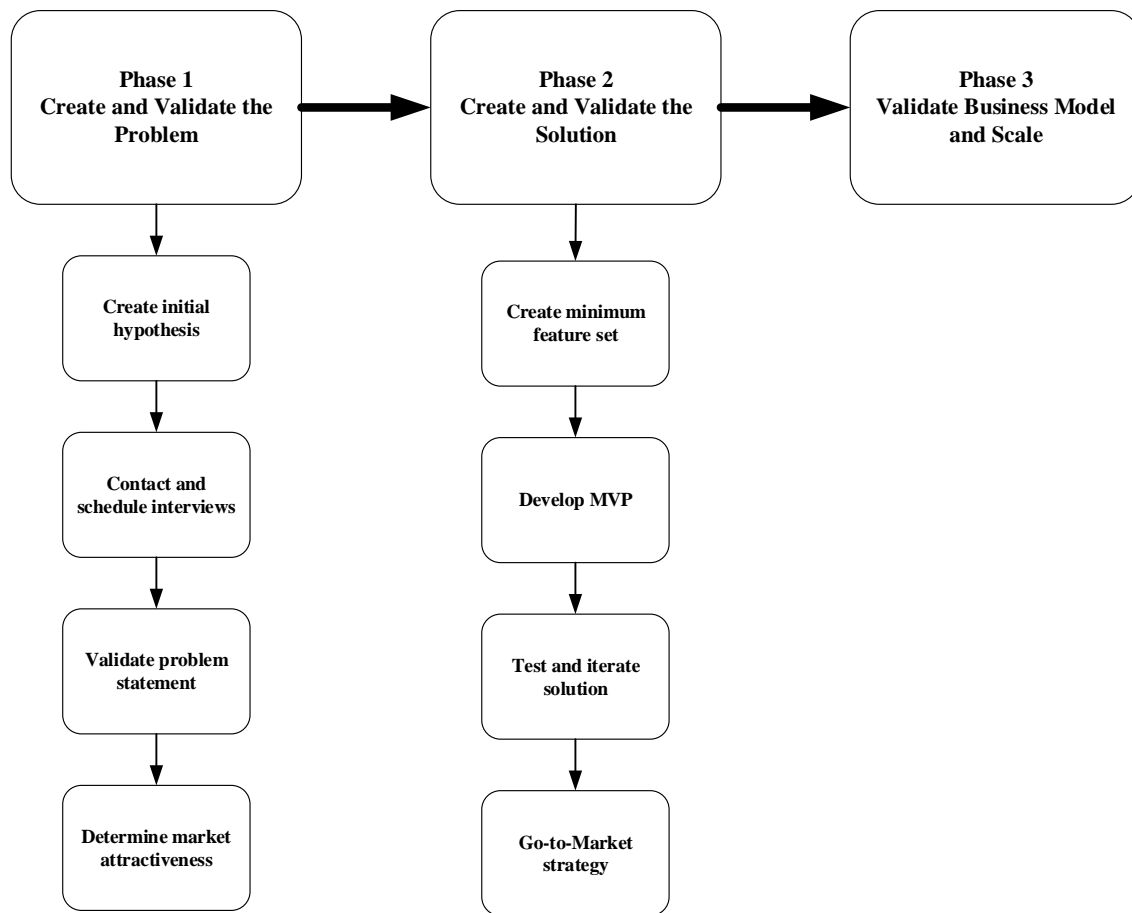 Phase 1
Create and Validate the
Problem
Phase 2
Create and Validate the
Solution
Phase 3
Validate Business Model
and Scale
Create initial
hypothesis
Contact and
schedule interviews
Validate problem
statement
Determine market
attractiveness
Create minimum
feature set
Develop MVP
Test and iterate
solution
Go-to-Market
strategy